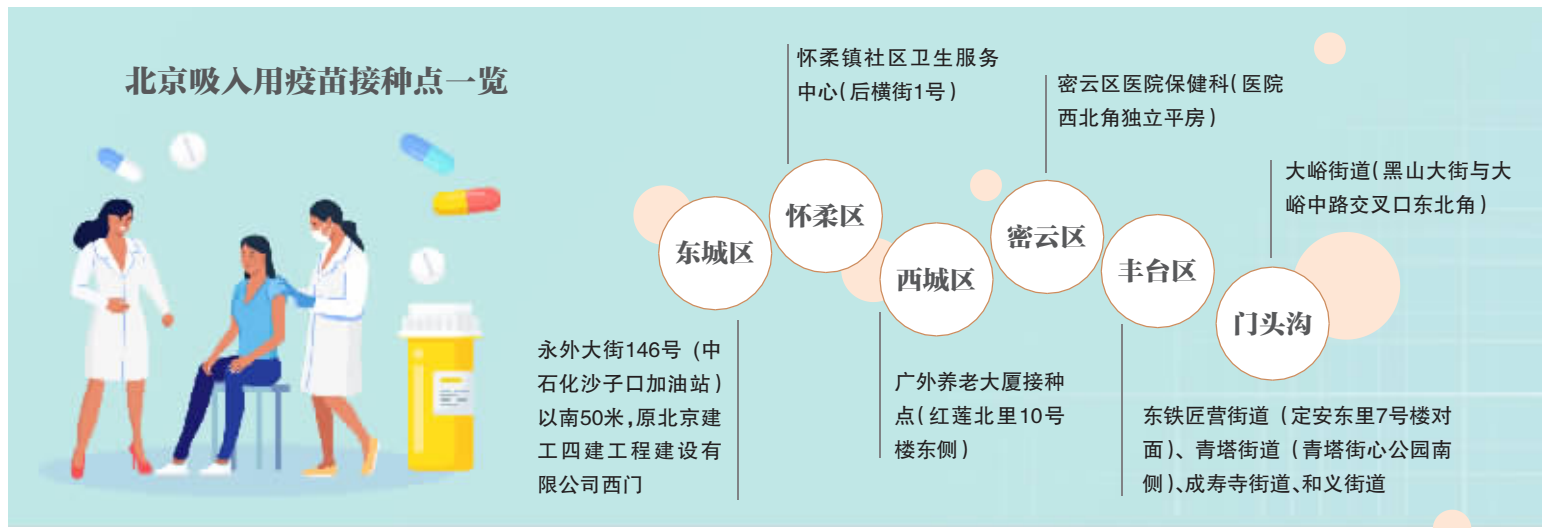 北京吸入用疫苗接种点一览
东城区
永外大街146号 (中
石化沙子口加油站)
以南50米,原北京建
工四建工程建设有
限公司西门
怀柔区
怀柔镇社区卫生服务
中心(后横街1号)
西城区
广外养老大厦接种
点(红莲北里10号
楼东侧)
密云区
密云区医院保健科(医院
西北角独立平房)
丰台区
东铁匠营街道 (定安东里7号楼对
面)、青塔街道 (青塔街心公园南
侧)、成寿寺街道、和义街道
门头沟
大峪街道(黑山大街与大
峪中路交叉口东北角)